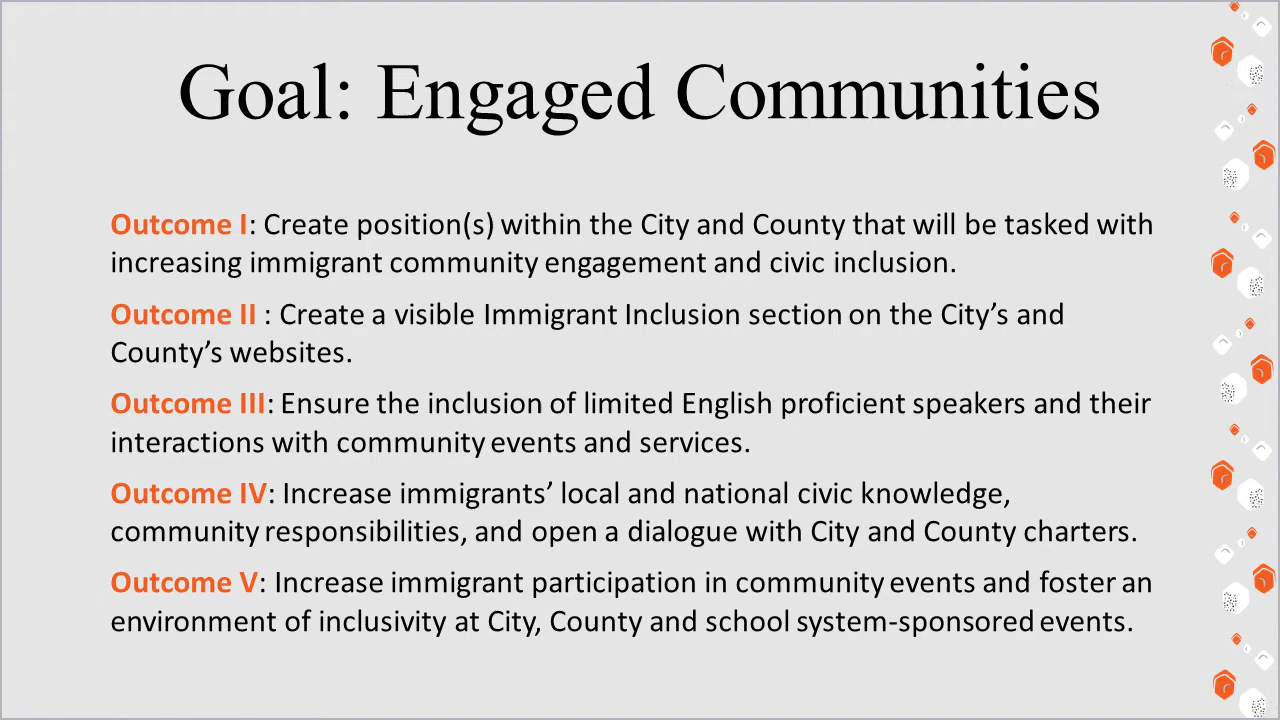 Goal: Engaged Communities
Outcome I: Create position(s) within the City and County that will be tasked with
increasing immigrant community engagement and civic inclusion.
Outcome II : Create a visible Immigrant Inclusion section on the City’s and
County’s websites.
Outcome III: Ensure the inclusion of limited English proficient speakers and their
interactions with community events and services.
Outcome IV: Increase immigrants’ local and national civic knowledge,
community responsibilities, and open a dialogue with City and County charters.
Outcome V: Increase immigrant participation in community events and foster an
environment of inclusivity at City, County and school system-sponsored events.